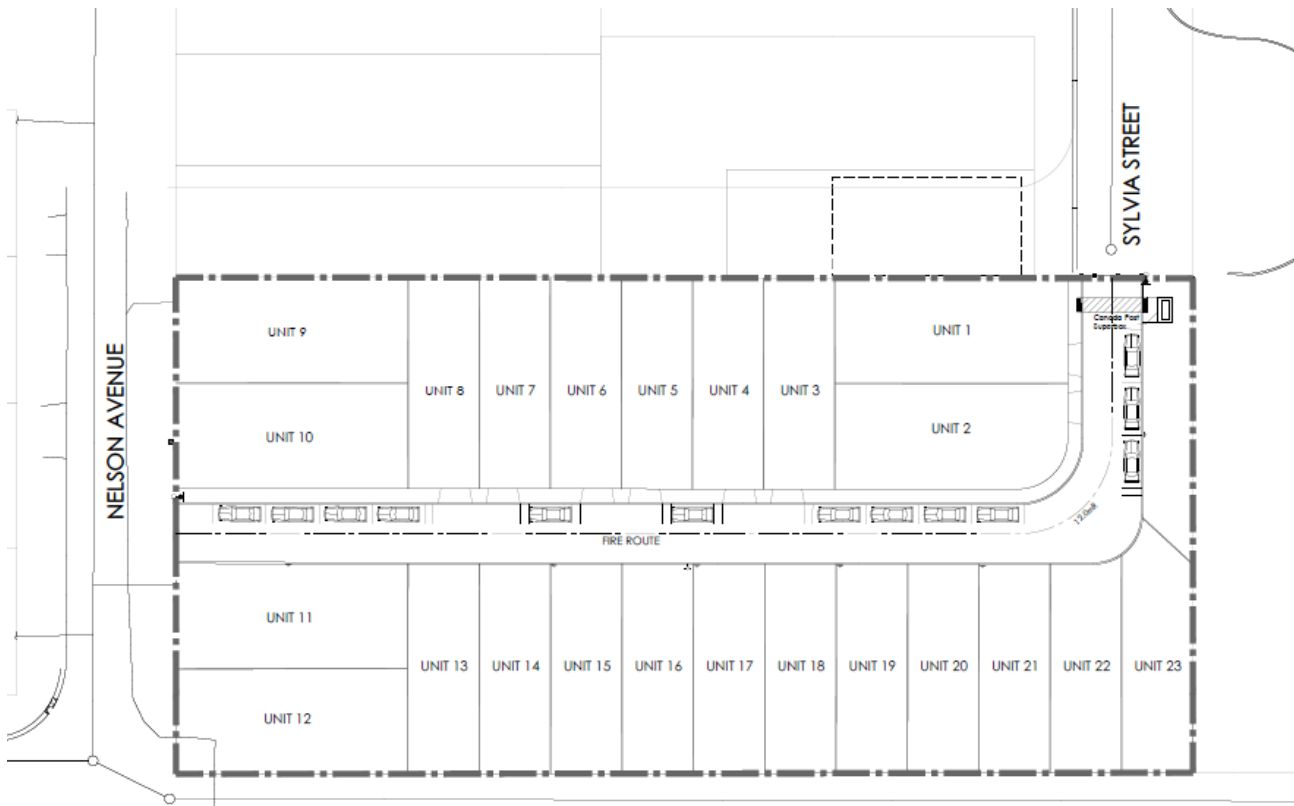 SYLVIA STREET
NELSON AVENUE
Canada Post
Superbox
UNIT 1
UNIT 2
UNIT 3
UNIT 4
UNIT 5
UNIT 6
UNIT 7
UNIT 8
UNIT 9
UNIT 10
12.0mR
FIRE ROUTE
UNIT 11
UNIT 12
UNIT 13
UNIT 14
UNIT 15
UNIT 16
UNIT 17
UNIT 18
UNIT 19
UNIT 20
UNIT 21
UNIT 22
UNIT 23